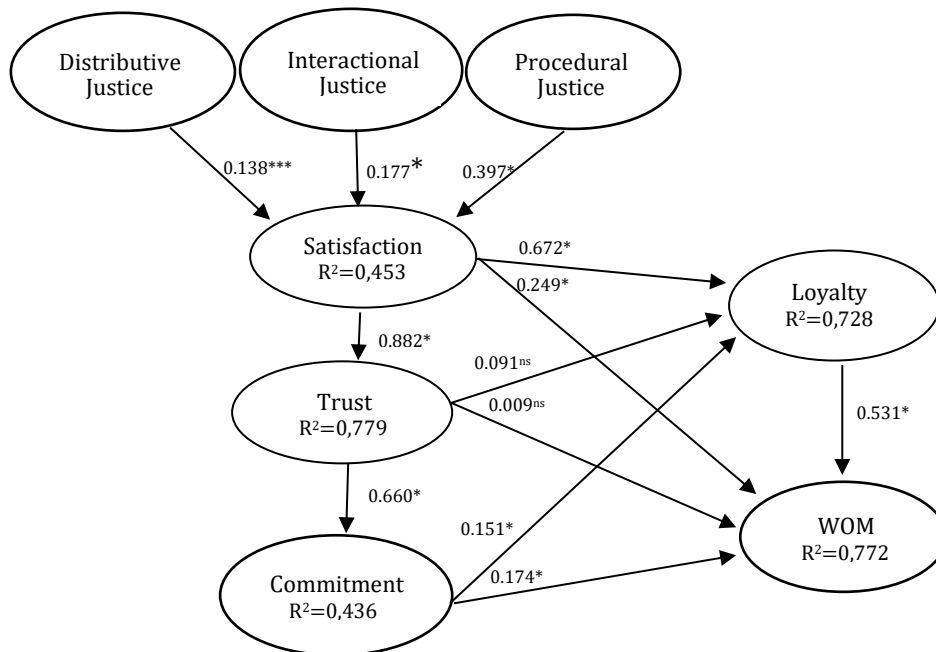 Distributive
Justice
Interactional
Justice
Procedural
Justice
0.138***
0.177*
0.397*
Satisfaction
R²=0,453
0.672*
0.249*
Loyalty
R²=0,728
0.882*
0.091ⁿˢ
Trust
R²=0,779
0.009ⁿˢ
0.531*
0.660*
0.151*
WOM
R²=0,772
0.174*
Commitment
R²=0,436